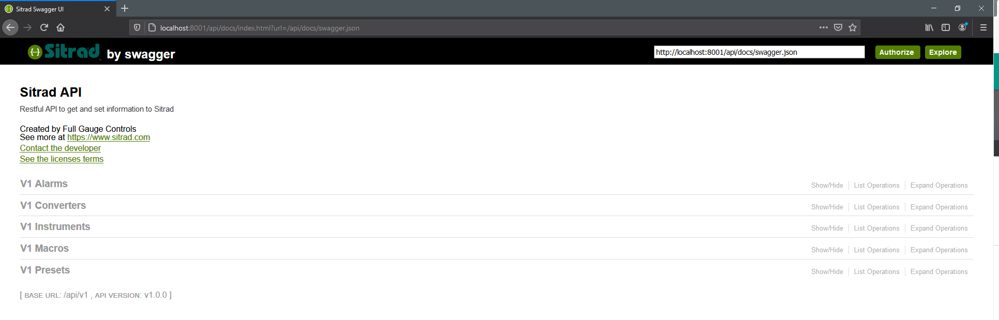 Sitrad Swagger UI
localhost:8001/api/docs/index.html?url=/api/docs/swagger.json
{···} Sitrad by swagger http://localhost:8001/api/docs/swagger.json Authorize Explore
Sitrad API
Restful API to get and set information to Sitrad
Created by Full Gauge Controls
See more at https://www.sitrad.com
Contact the developer
See the licenses terms
V1 Alarms Show/Hide List Operations Expand Operations
V1 Converters Show/Hide List Operations Expand Operations
V1 Instruments Show/Hide List Operations Expand Operations
V1 Macros Show/Hide List Operations Expand Operations
V1 Presets Show/Hide List Operations Expand Operations
[ BASE URL: /api/v1 , API VERSION: v1.0.0 ]